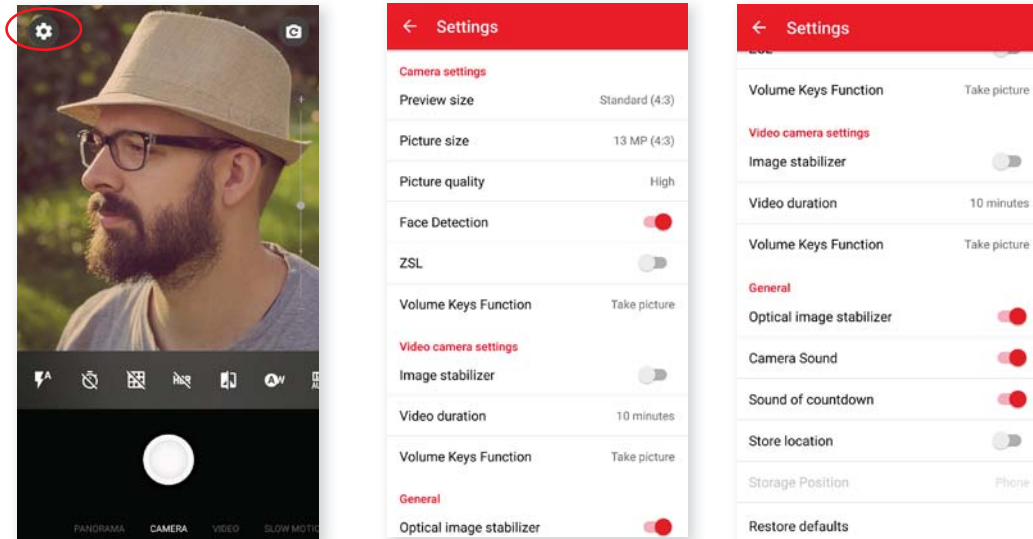 PANORAMA CAMERA VIDEO SLOW MOTIO
Settings
Camera settings
Preview size Standard (4:3)
Picture size 13 MP (4:3)
Picture quality High
Face Detection
ZSL
Volume Keys Function Take picture
Video camera settings
Image stabilizer
Video duration 10 minutes
Volume Keys Function Take picture
General
Optical image stabilizer
Settings
Volume Keys Function Take picture
Video camera settings
Image stabilizer
Video duration 10 minutes
Volume Keys Function Take picture
General
Optical image stabilizer
Camera Sound
Sound of countdown
Store location
Storage Position Phone
Restore defaults